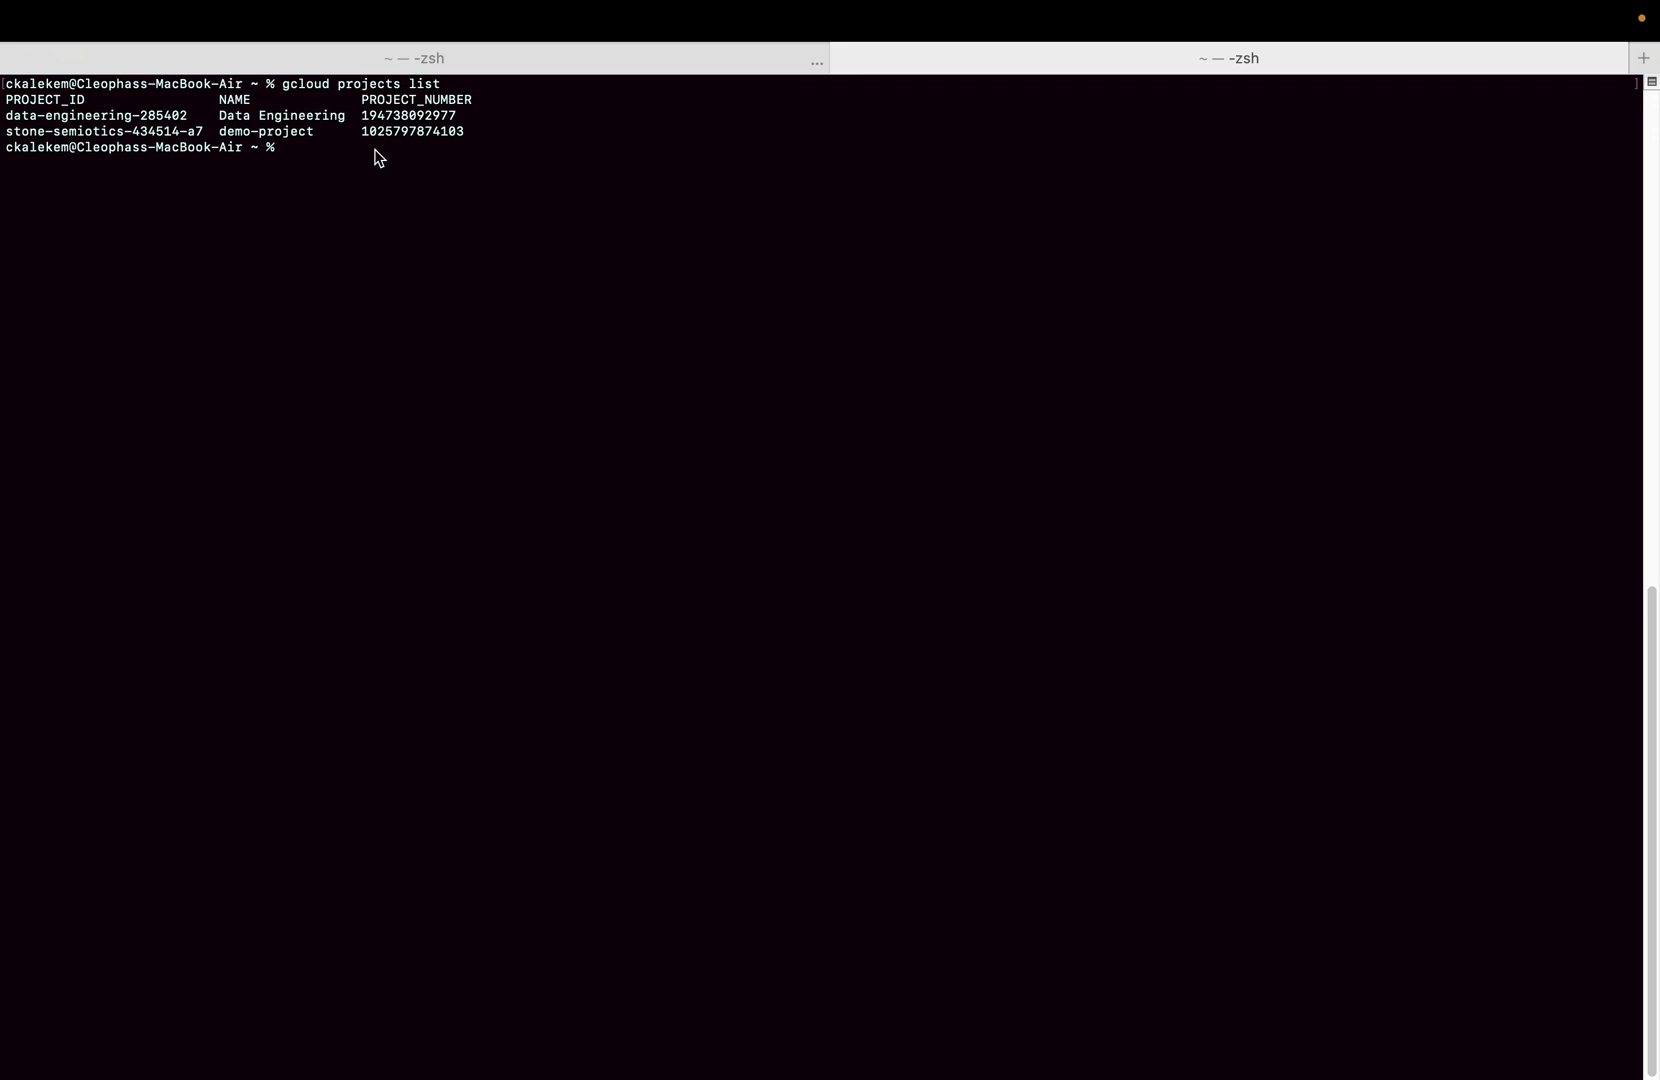 ~ — -zsh
...
~ — -zsh
+
[ckalekem@Cleophass-MacBook-Air ~ % gcloud projects list ]
PROJECT_ID NAME PROJECT_NUMBER
data-engineering-285402 Data Engineering 194738092977
stone-semiotics-434514-a7 demo-project 1025797874103
ckalekem@Cleophass-MacBook-Air ~ %